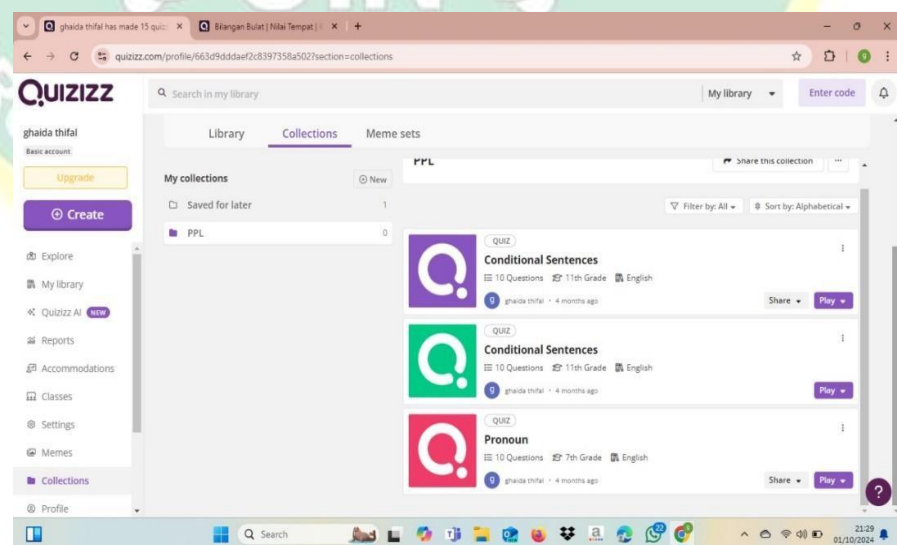 ghaida thifal has made 15 quiz
Bilangan Bulat | Nilai Tempat |
quizizz.com/profile/663d9dddaef2c8397358a502?section=collections
QUIZIZZ
Search in my library
My library
Enter code
ghaida thifal
Basic account
Upgrade
Create
Explore
My library
Quizizz AI NEW
Reports
Accommodations
Classes
Settings
Memes
Collections
Profile
Library Collections Meme sets
My collections
New
Saved for later 1
PPL 0
PPL
Share this collection
Filter by: All
Sort by: Alphabetical
QUIZ
Conditional Sentences
10 Questions 11th Grade English
g ghaida thifal • 4 months ago
Share Play
QUIZ
Conditional Sentences
10 Questions 11th Grade English
g ghaida thifal • 4 months ago
Play
QUIZ
Pronoun
10 Questions 7th Grade English
g ghaida thifal • 4 months ago
Share Play
?
Search
21:29
01/10/2024